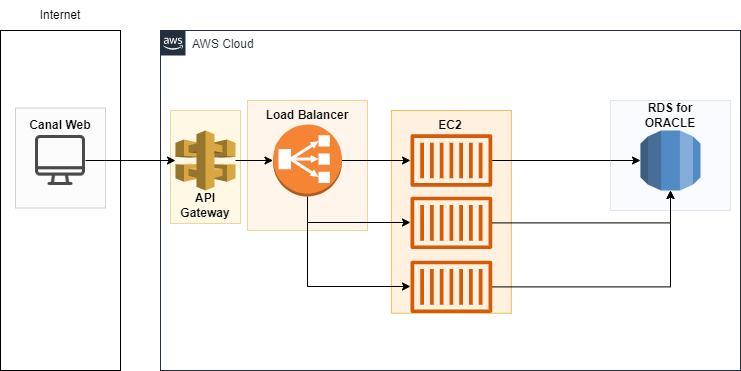 Internet
aws
AWS Cloud
Canal Web
API
Gateway
Load Balancer
EC2
RDS for
ORACLE